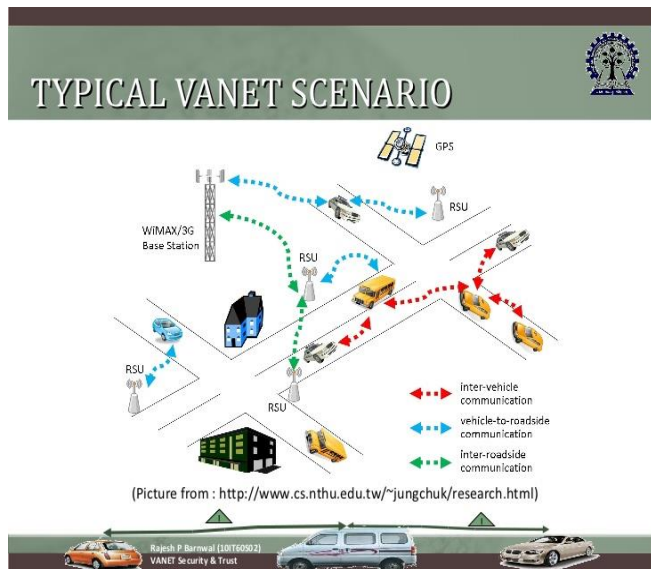 TYPICAL VANET SCENARIO
GPS
WiMAX/3G
Base Station
RSU
RSU
RSU
RSU
inter-vehicle
communication
vehicle-to-roadside
communication
inter-roadside
communication
(Picture from : http://www.cs.nthu.edu.tw/~jungchuk/research.html)
Rajesh P Barnwal (10IT60S02)
VANET Security & Trust